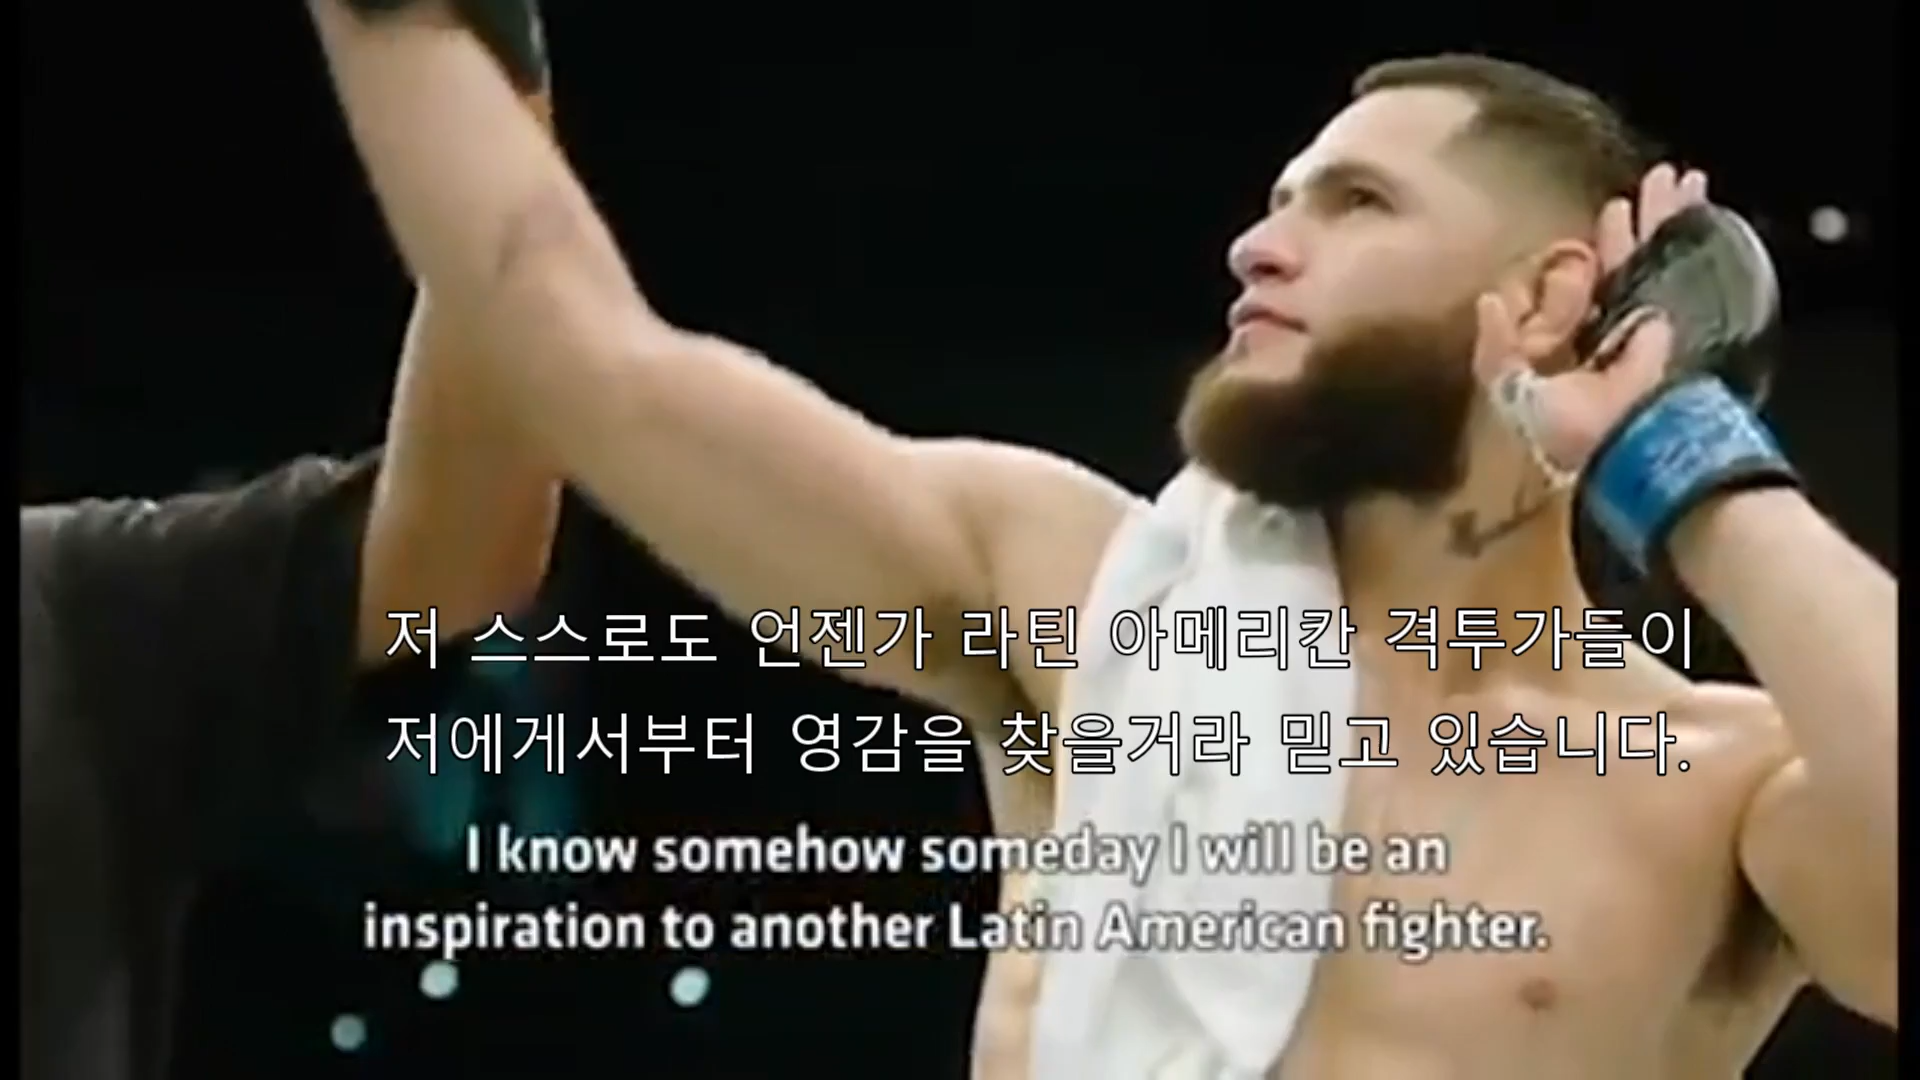 저 스스로도 언젠가 라틴 아메리칸 격투가들이
저에게서부터 영감을 찾을거라 믿고 있습니다.
I know somehow someday I will be an
inspiration to another Latin American fighter.